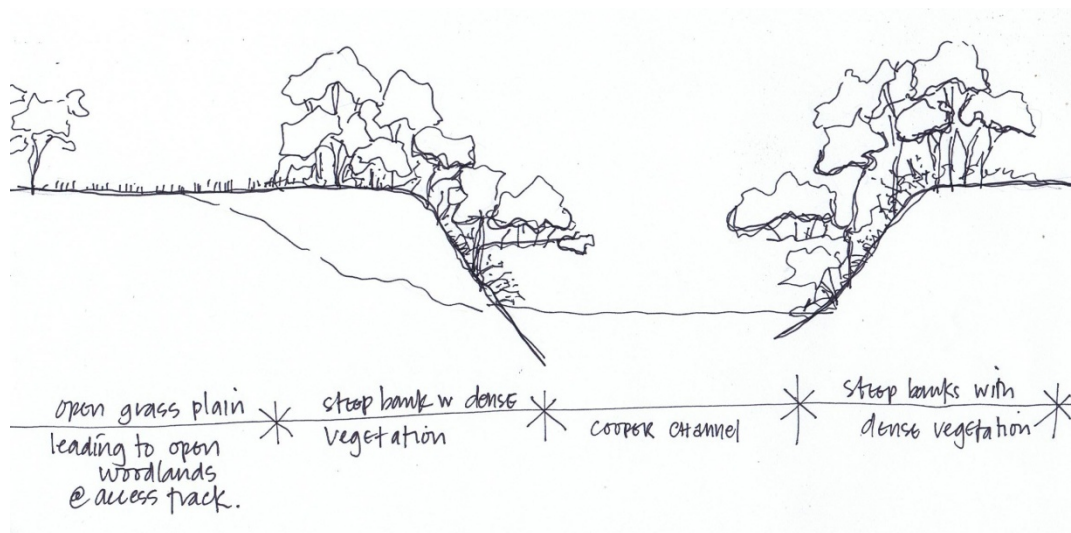 open grass plain
leading to open
woodlands
@ access track.
steep bank w dense
vegetation
COOPER CHANNEL
steep banks with
dense vegetation